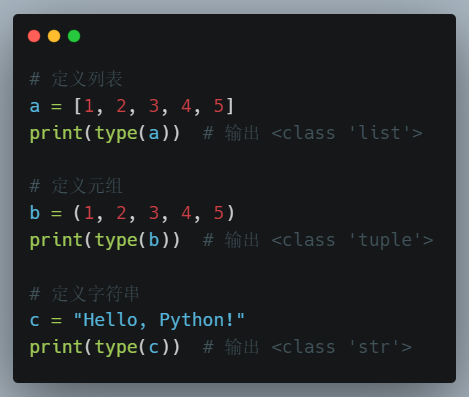 # 定义列表
a = [1, 2, 3, 4, 5]
print(type(a))  # 输出 <class 'list'>
# 定义元组
b = (1, 2, 3, 4, 5)
print(type(b))  # 输出 <class 'tuple'>
# 定义字符串
c = "Hello, Python!"
print(type(c))  # 输出 <class 'str'>